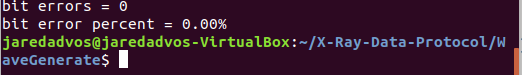 bit errors = 0
bit error percent = 0.00%
jaredadvos@jaredadvos-VirtualBox:~/X-Ray-Data-Protocol/W
aveGenerate$